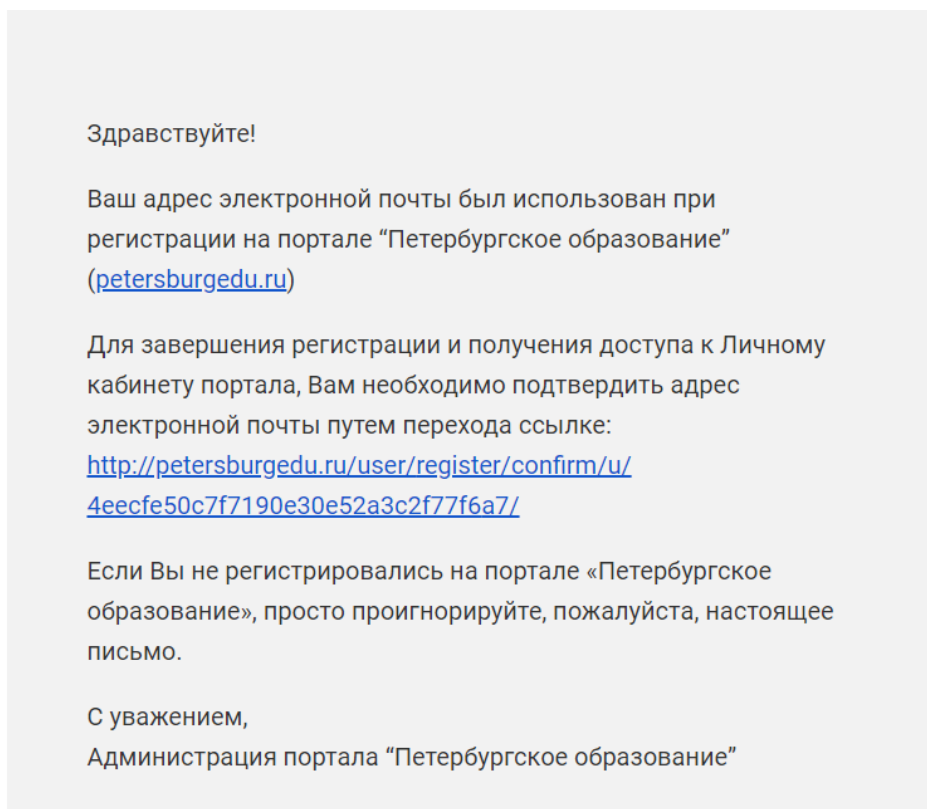 Здравствуйте!
Ваш адрес электронной почты был использован при
регистрации на портале “Петербургское образование”
(petersburgedu.ru)
Для завершения регистрации и получения доступа к Личному
кабинету портала, Вам необходимо подтвердить адрес
электронной почты путем перехода ссылке:
http://petersburgedu.ru/user/register/confirm/u/
4eecfe50c7f7190e30e52a3c2f77f6a7/
Если Вы не регистрировались на портале «Петербургское
образование», просто проигнорируйте, пожалуйста, настоящее
письмо.
С уважением,
Администрация портала “Петербургское образование”